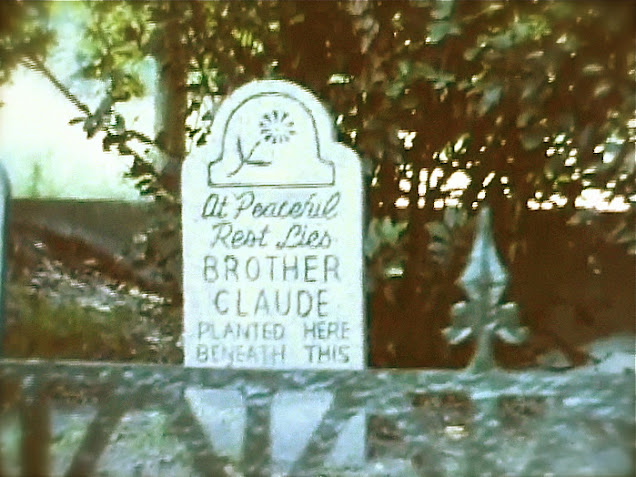 At Peaceful
Rest Lies
BROTHER
CLAUDE
PLANTED HERE
BENEATH THIS